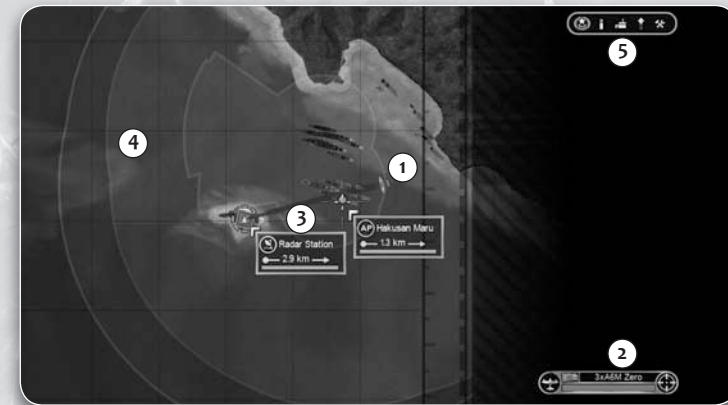 5
4
1
3
AP Hakusan Maru
1.3 km
Radar Station
2.9 km
2
3xA6M Zero